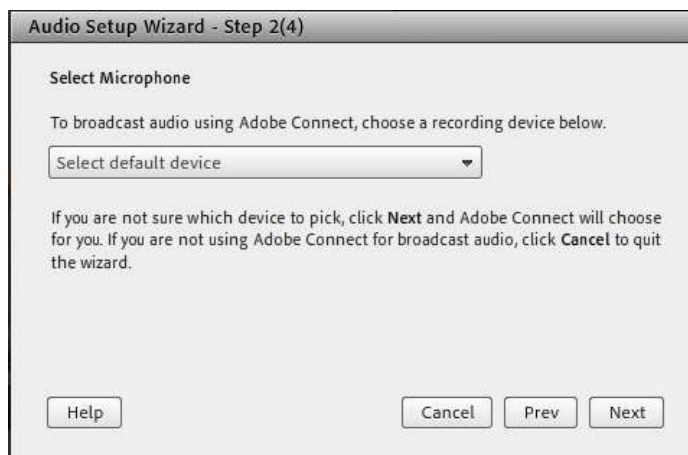 Audio Setup Wizard - Step 2(4)
Select Microphone
To broadcast audio using Adobe Connect, choose a recording device below.
Select default device
If you are not sure which device to pick, click Next and Adobe Connect will choose
for you. If you are not using Adobe Connect for broadcast audio, click Cancel to quit
the wizard.
Help Cancel Prev Next